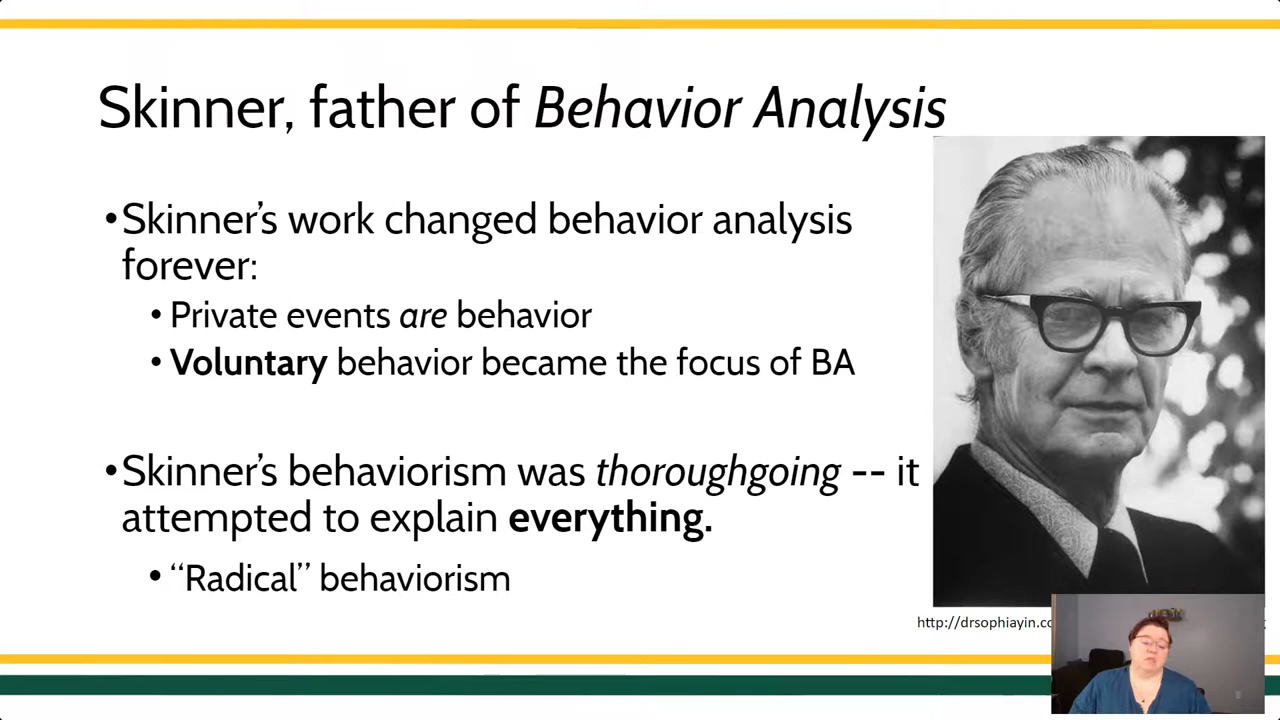 Skinner, father of Behavior Analysis
•Skinner’s work changed behavior analysis
forever:
• Private events are behavior
• Voluntary behavior became the focus of BA
•Skinner’s behaviorism was thoroughgoing -- it
attempted to explain everything.
• “Radical” behaviorism
http://drsophiayin.co